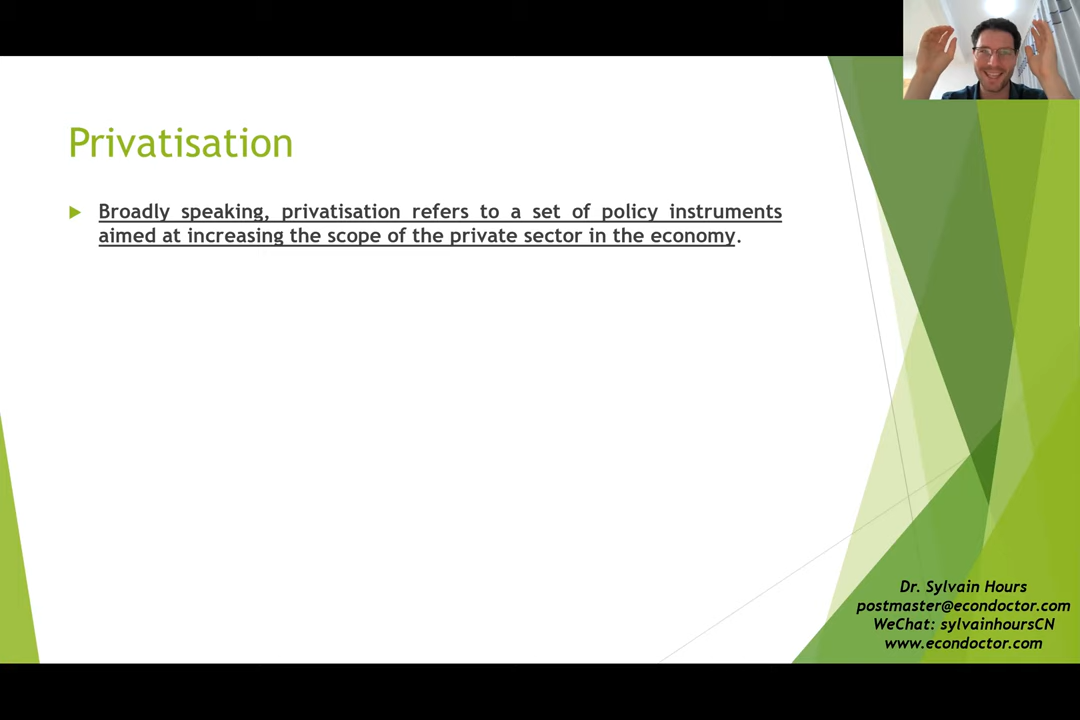 Privatisation
Broadly speaking, privatisation refers to a set of policy instruments
aimed at increasing the scope of the private sector in the economy.
Dr. Sylvain Hours
postmaster@econdoctor.com
WeChat: sylvainhoursCN
www.econdoctor.com